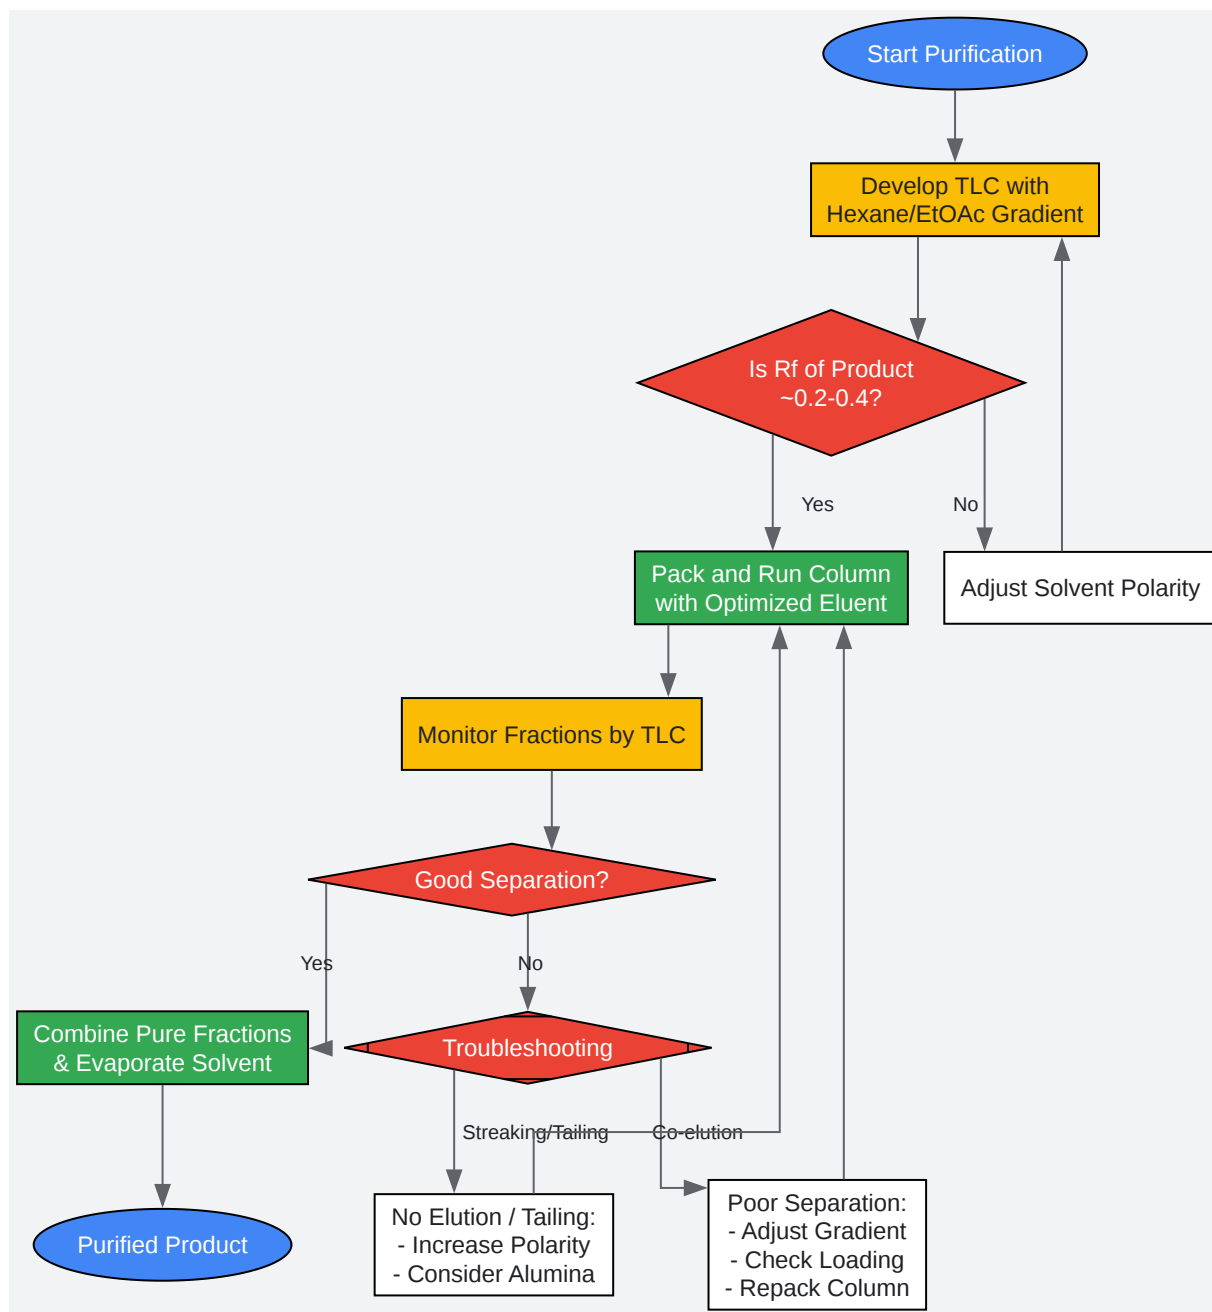 Start Purification
Develop TLC with
Hexane/EtOAc Gradient
Is Rf of Product
~0.2-0.4?
Yes
No
Pack and Run Column
with Optimized Eluent
Adjust Solvent Polarity
Monitor Fractions by TLC
Good Separation?
Yes
No
Combine Pure Fractions
& Evaporate Solvent
Troubleshooting
Streaking/Tailing
Co-elution
Purified Product
No Elution / Tailing:
- Increase Polarity
- Consider Alumina
Poor Separation:
- Adjust Gradient
- Check Loading
- Repack Column